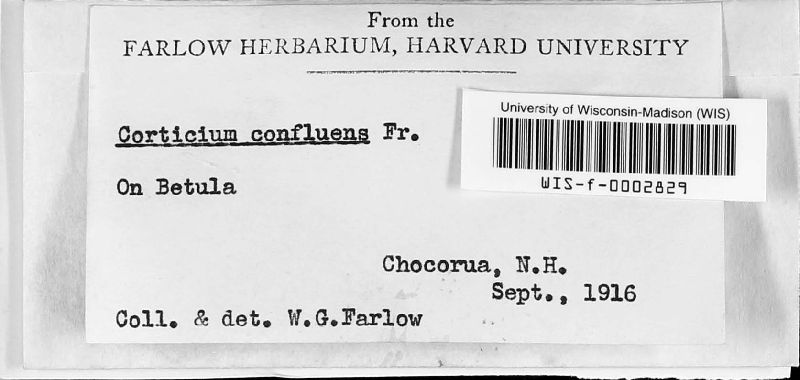 From the
FARLOW HERBARIUM, HARVARD UNIVERSITY
Corticium confluens Fr.
University of Wisconsin-Madison (WIS)
WIS-f-0002829
On Betula
Chocorua, N.H.
Sept., 1916
Coll. & det. W.G.Farlow